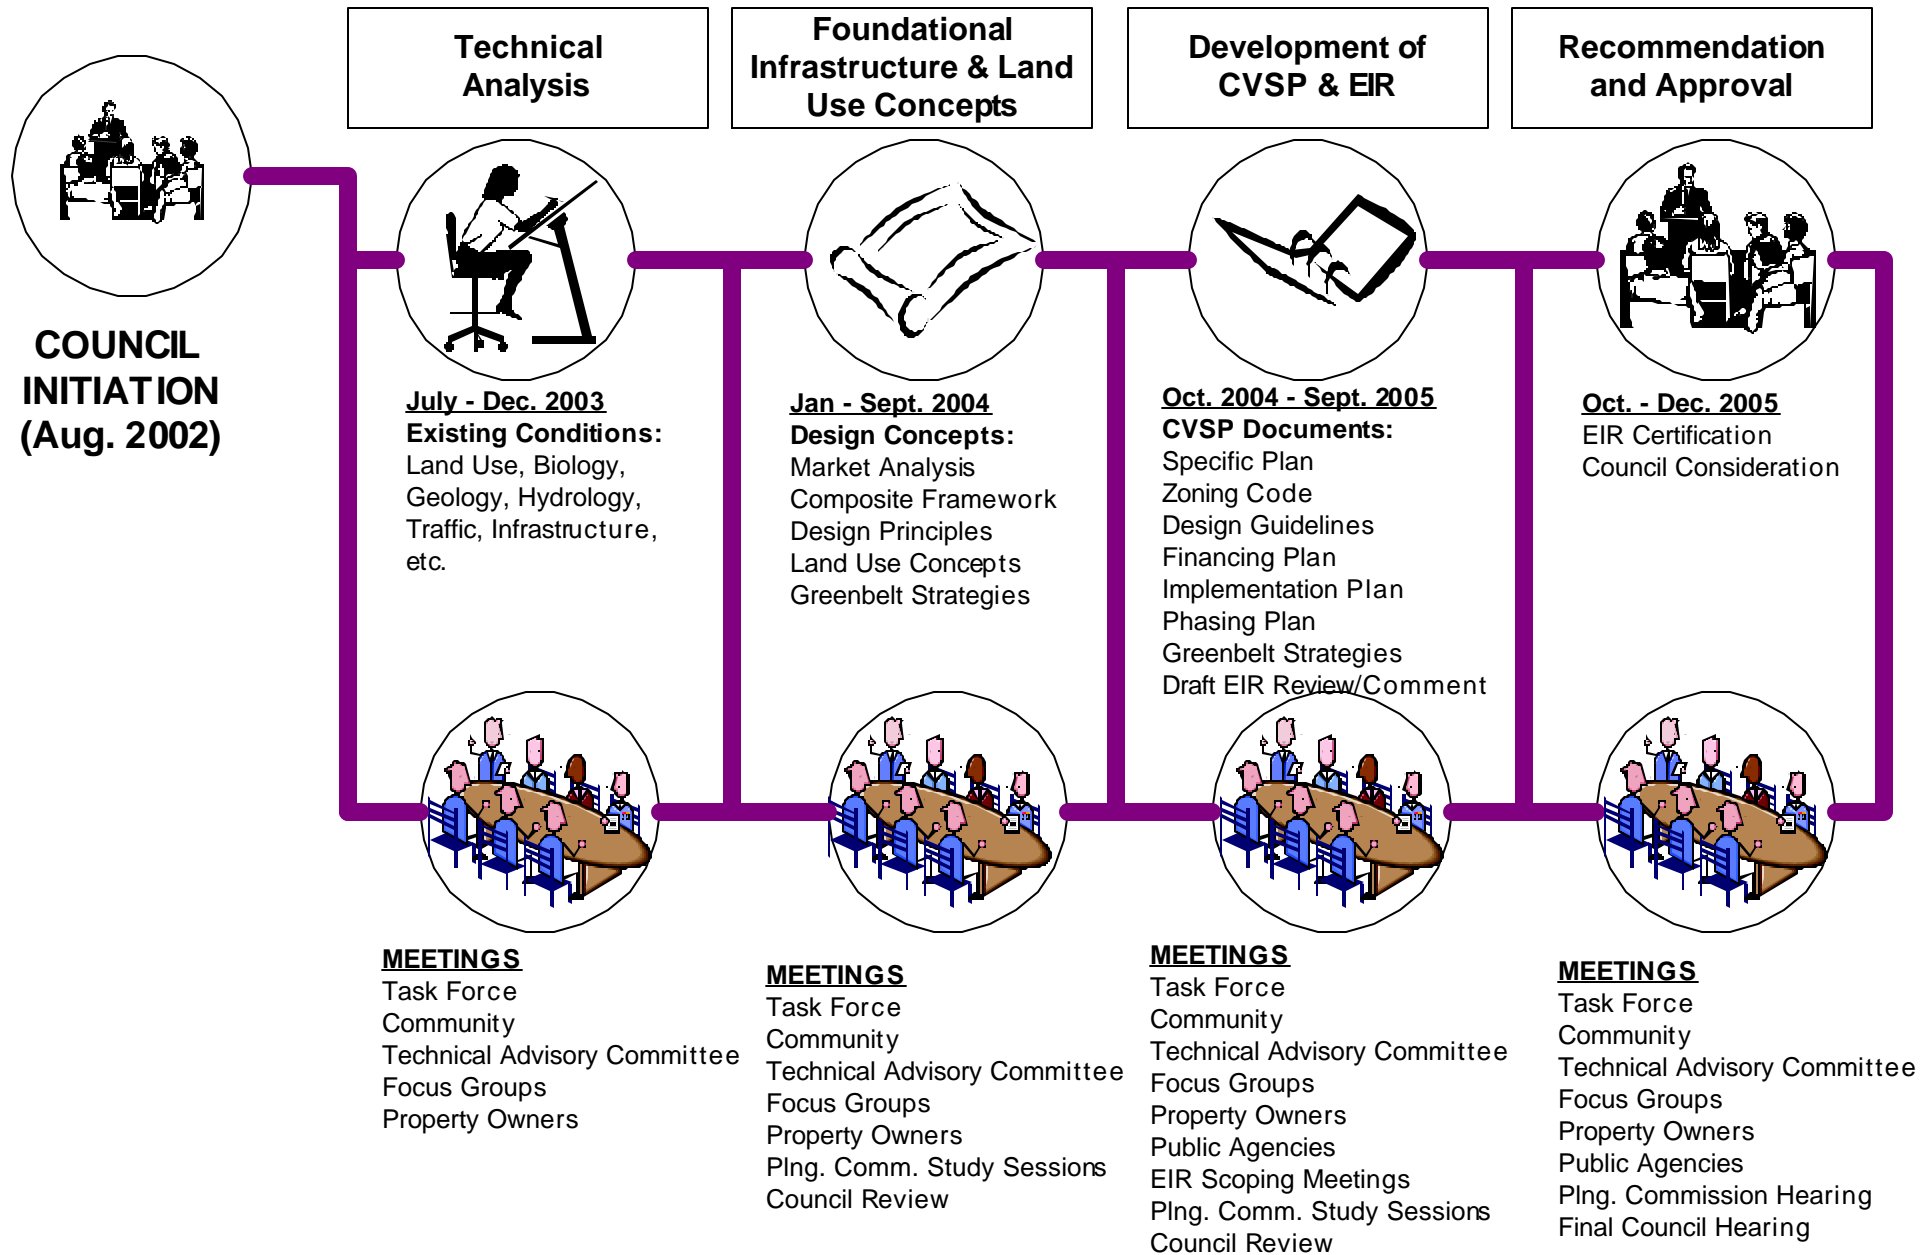 Technical
Analysis
Foundational
Infrastructure & Land
Use Concepts
Development of
CVSP & EIR
Recommendation
and Approval
COUNCIL
INITIATION
(Aug. 2002)
July - Dec. 2003
Existing Conditions:
Land Use, Biology,
Geology, Hydrology,
Traffic, Infrastructure,
etc.
Jan - Sept. 2004
Design Concepts:
Market Analysis
Composite Framework
Design Principles
Land Use Concepts
Greenbelt Strategies
Oct. 2004 - Sept. 2005
CVSP Documents:
Specific Plan
Zoning Code
Design Guidelines
Financing Plan
Implementation Plan
Phasing Plan
Greenbelt Strategies
Draft EIR Review/Comment
Oct. - Dec. 2005
EIR Certification
Council Consideration
MEETINGS
Task Force
Community
Technical Advisory Committee
Focus Groups
Property Owners
MEETINGS
Task Force
Community
Technical Advisory Committee
Focus Groups
Property Owners
Plng. Comm. Study Sessions
Council Review
MEETINGS
Task Force
Community
Technical Advisory Committee
Focus Groups
Property Owners
Public Agencies
EIR Scoping Meetings
Plng. Comm. Study Sessions
Council Review
MEETINGS
Task Force
Community
Technical Advisory Committee
Focus Groups
Property Owners
Public Agencies
Plng. Commission Hearing
Final Council Hearing